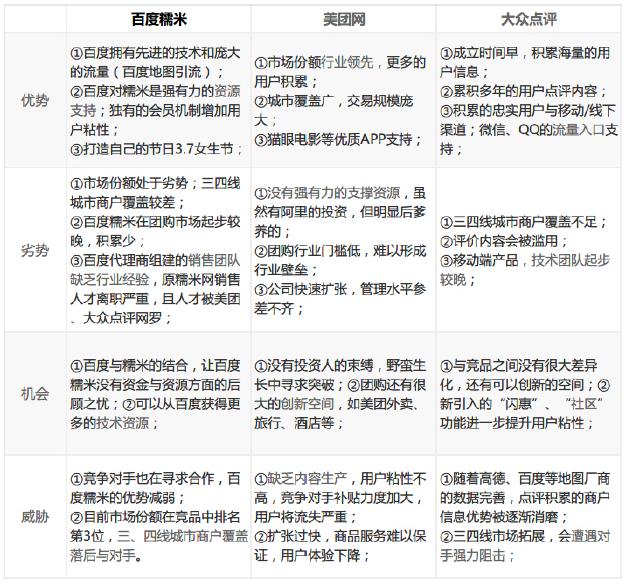 百度糯米
美团网
大众点评
优势
①百度拥有先进的技术和庞大
的流量（百度地图引流）；
②百度对糯米是强有力的资源
支持；独有的会员机制增加用
户粘性；
③打造自己的节日3.7女生节；
①市场份额行业领先，更多的
用户积累；
②城市覆盖广，交易规模庞
大；
③猫眼电影等优质APP支持；
①成立时间早，积累海量的用
户信息；
②累积多年的用户点评内容；
③积累的忠实用户与移动/线下
渠道；微信、QQ的流量入口支
持；
劣势
①市场份额处于劣势；三四线
城市商户覆盖较差；
②百度糯米在团购市场起步较
晚，积累少；
③百度代理商组建的销售团队
缺乏行业经验，原糯米网销售
人才离职严重，且人才被美团
、大众点评网罗；
①没有强有力的支撑资源，虽
然有阿里的投资，但明显后爹
养的；
②团购行业门槛低，难以形成
行业壁垒；
③公司快速扩张，管理水平参
差不齐；
①三四线城市商户覆盖不足；
②评价内容会被滥用；
③移动端产品，技术团队起步
较晚；
机会
①百度与糯米的结合，让百度
糯米没有资金与资源方面的后
顾之忧；②可以从百度获得更
多的技术资源；
①没有投资人的束缚，野蛮生
长中寻求突破；②团购还有很
大的创新空间，如美团外卖、
旅行、酒店等；
①与竞品之间没有很大差异
化，还有可以创新的空间；②
新引入的“闪惠”、“社区”
功能进一步提升用户粘性；
威胁
①竞争对手也在寻求合作，百
度糯米的优势减弱；
②目前市场份额在竞品中排名
第3位，三、四线城市商户覆盖
落后与对手。
①缺乏内容生产，用户粘性不
高，竞争对手补贴力度加大，
用户将流失严重；
②扩张过快，商品服务难以保
证，用户体验下降；
①随着高德、百度等地图厂商
的数据完善，点评积累的商户
信息优势被逐渐消磨；
②三四线市场拓展，会遭遇对
手强力阻击；